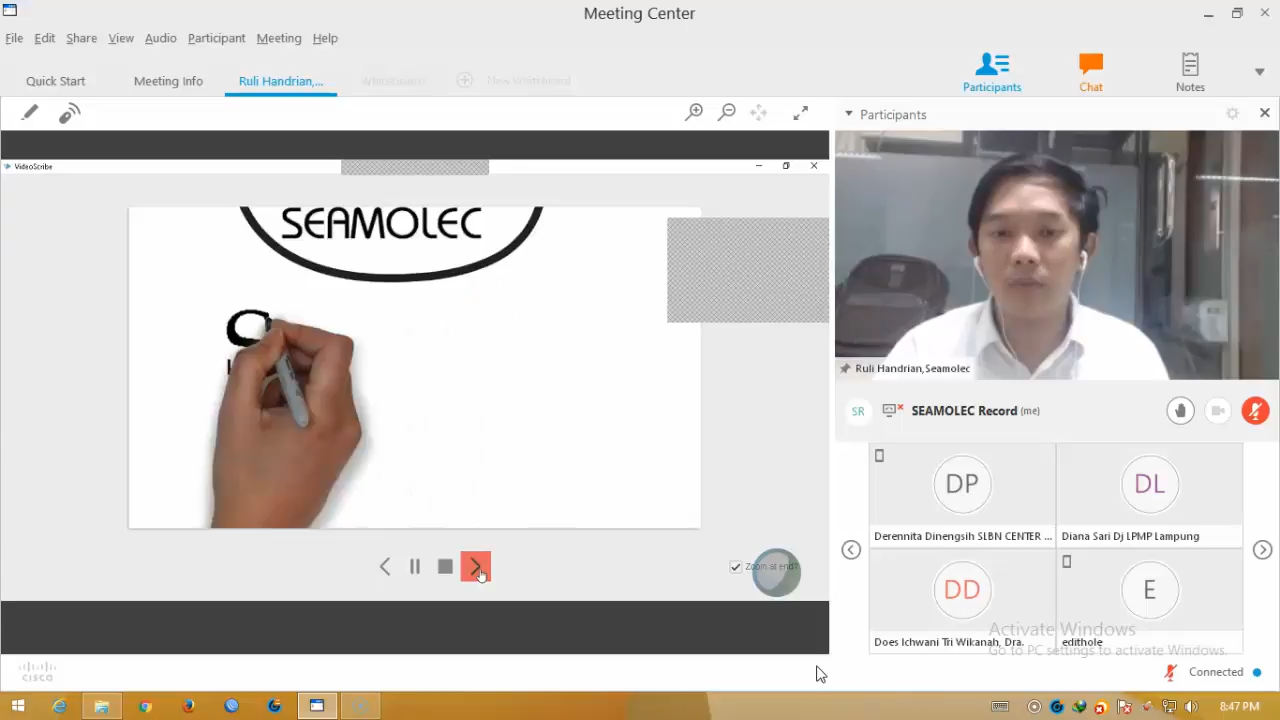 Meeting Center
File Edit Share View Audio Participant Meeting Help
Quick Start Meeting Info Ruli Handrian,...
Participants Chat Notes
Participants
VideoScribe
SEAMOLEC
Ruli Handrian,Seamolec
SR SEAMOLEC Record (me)
DP DL
Derennita Dinengsih SLBN CENTER ... Diana Sari Dj LPMP Lampung
Zoom at end?
DD E
Does Ichwani Tri Wikanah, Dra. edithole
Activate Windows
Go to PC settings to activate Windows.
cisco
Connected
8:47 PM